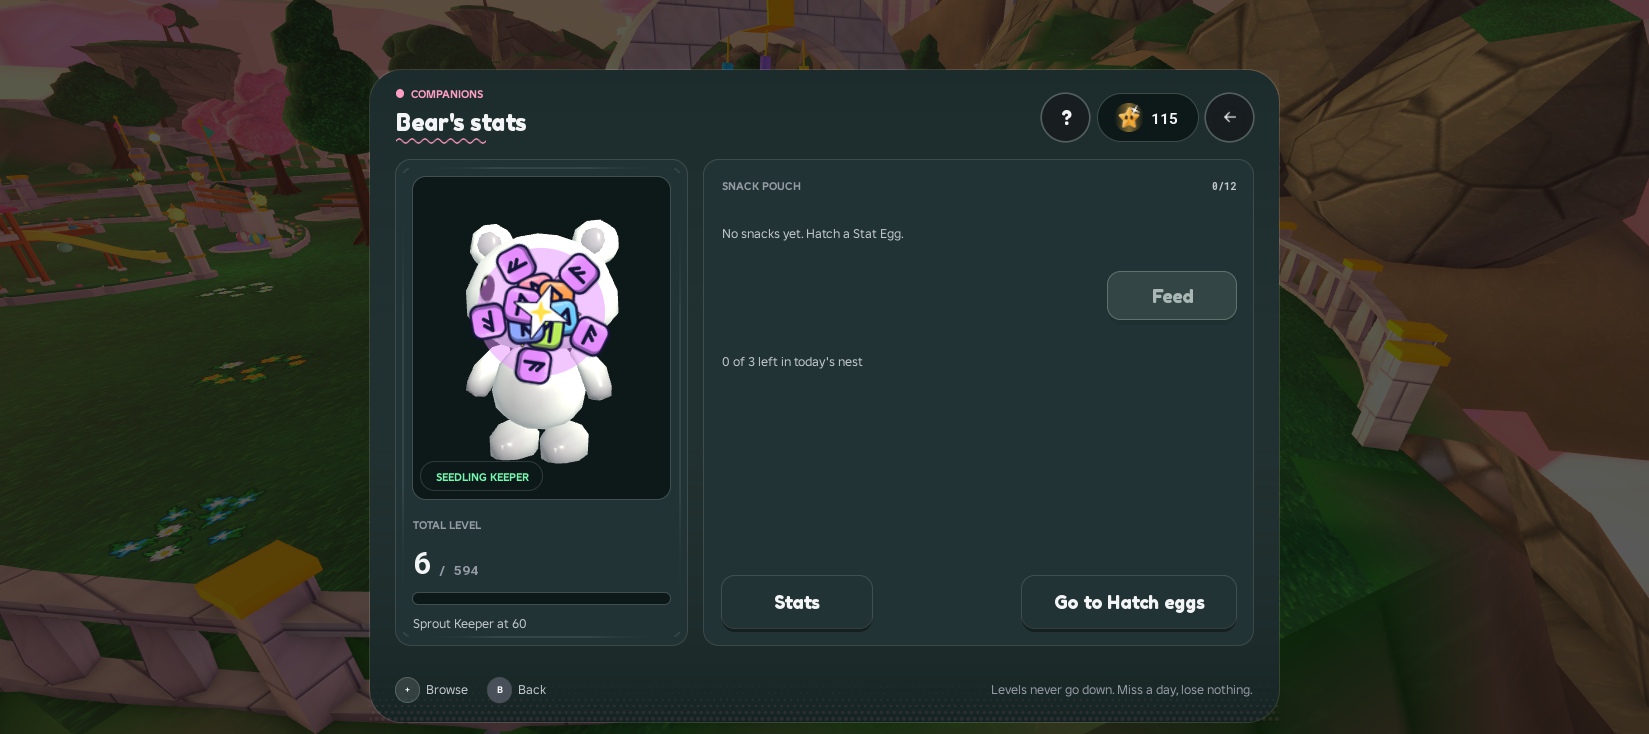 COMPANIONS
Bear's stats
?
115
SNACK POUCH
0/12
No snacks yet. Hatch a Stat Egg.
Feed
0 of 3 left in today's nest
SEEDLING KEEPER
TOTAL LEVEL
6 / 594
Sprout Keeper at 60
Stats
Go to Hatch eggs
+ Browse
B Back
Levels never go down. Miss a day, lose nothing.